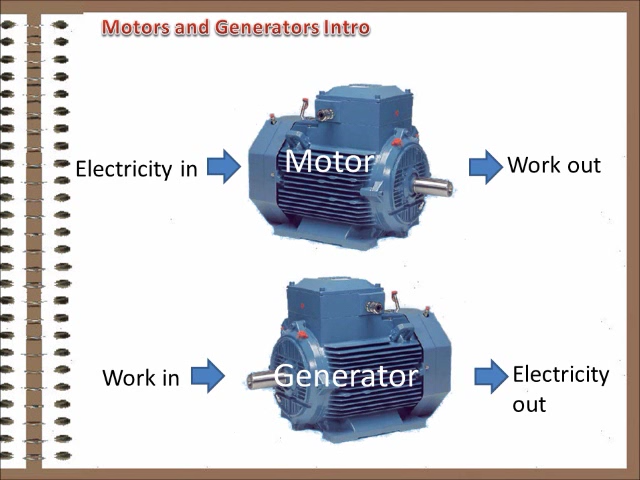 Motors and Generators Intro
Electricity in
Motor
Work out
Work in
Generator
Electricity
out